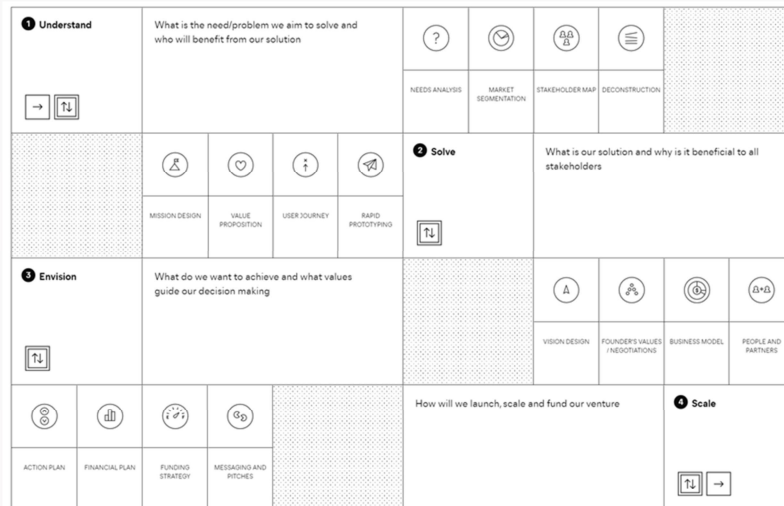 1 Understand
What is the need/problem we aim to solve and
who will benefit from our solution
?
NEEDS ANALYSIS
MARKET
SEGMENTATION
STAKEHOLDER MAP
DECONSTRUCTION
MISSION DESIGN
VALUE
PROPOSITION
USER JOURNEY
RAPID
PROTOTYPING
2 Solve
What is our solution and why is it beneficial to all
stakeholders
3 Envision
What do we want to achieve and what values
guide our decision making
VISION DESIGN
FOUNDER'S VALUES
/ NEGOTIATIONS
BUSINESS MODEL
PEOPLE AND
PARTNERS
ACTION PLAN
FINANCIAL PLAN
FUNDING
STRATEGY
MESSAGING AND
PITCHES
How will we launch, scale and fund our venture
4 Scale